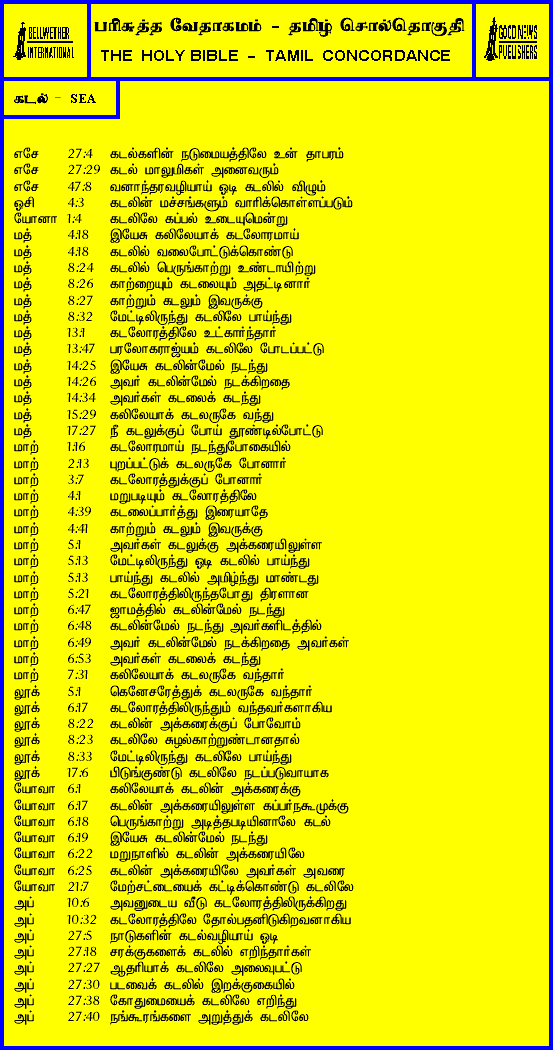 BELLWETHER
INTERNATIONAL
பரிசுத்த வேதாகமம் - தமிழ் சொல்தொகுதி
THE HOLY BIBLE - TAMIL CONCORDANCE
GOOD NEWS
PUBLISHERS
கடல் - SEA
எசே 27:4 கடல்களின் நடுமையத்திலே உன் தாபரம்
எசே 27:29 கடல் மாலுமிகள் அனைவரும்
எசே 47:8 வனாந்தரவழியாய் ஓடி கடலில் விழும்
ஓசி 4:3 கடலின் மச்சங்களும் வாரிக்கொள்ளப்படும்
யோனா 1:4 கடலிலே கப்பல் உடையுமென்று
மத் 4:18 இயேசு கலிலேயாக் கடலோரமாய்
மத் 4:18 கடலில் வலைபோட்டுக்கொண்டு
மத் 8:24 கடலில் பெருங்காற்று உண்டாயிற்று
மத் 8:26 காற்றையும் கடலையும் அதட்டினார்
மத் 8:27 காற்றும் கடலும் இவருக்கு
மத் 8:32 மேட்டிலிருந்து கடலிலே பாய்ந்து
மத் 13:1 கடலோரத்திலே உட்கார்ந்தார்
மத் 13:47 பரலோகராஜ்யம் கடலிலே போடப்பட்டு
மத் 14:25 இயேசு கடலின்மேல் நடந்து
மத் 14:26 அவர் கடலின்மேல் நடக்கிறதை
மத் 14:34 அவர்கள் கடலைக் கடந்து
மத் 15:29 கலிலேயாக் கடலருகே வந்து
மத் 17:27 நீ கடலுக்குப் போய் தூண்டில்போட்டு
மாற் 1:16 கடலோரமாய் நடந்துபோகையில்
மாற் 2:13 புறப்பட்டுக் கடலருகே போனார்
மாற் 3:7 கடலோரத்துக்குப் போனார்
மாற் 4:1 மறுபடியும் கடலோரத்திலே
மாற் 4:39 கடலைப்பார்த்து இரையாதே
மாற் 4:41 காற்றும் கடலும் இவருக்கு
மாற் 5:1 அவர்கள் கடலுக்கு அக்கரையிலுள்ள
மாற் 5:13 மேட்டிலிருந்து ஓடி கடலில் பாய்ந்து
மாற் 5:13 பாய்ந்து கடலில் அமிழ்ந்து மாண்டது
மாற் 5:21 கடலோரத்திலிருந்தபோது திரளான
மாற் 6:47 ஜாமத்தில் கடலின்மேல் நடந்து
மாற் 6:48 கடலின்மேல் நடந்து அவர்களிடத்தில்
மாற் 6:49 அவர் கடலின்மேல் நடக்கிறதை அவர்கள்
மாற் 6:53 அவர்கள் கடலைக் கடந்து
மாற் 7:31 கலிலேயாக் கடலருகே வந்தார்
லூக் 5:1 கெனேசரேத்துக் கடலருகே வந்தார்
லூக் 6:17 கடலோரத்திலிருந்தும் வந்தவர்களாகிய
லூக் 8:22 கடலின் அக்கரைக்குப் போவோம்
லூக் 8:23 கடலிலே சுழல்காற்றுண்டானதால்
லூக் 8:33 மேட்டிலிருந்து கடலிலே பாய்ந்து
லூக் 17:6 பிடுங்குண்டு கடலிலே நடப்படுவாயாக
யோவா 6:1 கலிலேயாக் கடலின் அக்கரைக்கு
யோவா 6:17 கடலின் அக்கரையிலுள்ள கப்பர்நகூமுக்கு
யோவா 6:18 பெருங்காற்று அடித்தபடியினாலே கடல்
யோவா 6:19 இயேசு கடலின்மேல் நடந்து
யோவா 6:22 மறுநாளில் கடலின் அக்கரையிலே
யோவா 6:25 கடலின் அக்கரையிலே அவர்கள் அவரை
யோவா 21:7 மேற்சட்டையைக் கட்டிக்கொண்டு கடலிலே
அப் 10:6 அவனுடைய வீடு கடலோரத்திலிருக்கிறது
அப் 10:32 கடலோரத்திலே தோல்பதனிடுகிறவனாகிய
அப் 27:5 நாடுகளின் கடல்வழியாய் ஓடி
அப் 27:18 சரக்குகளைக் கடலில் எறிந்தார்கள்
அப் 27:27 ஆதரியாக் கடலிலே அலைவுபட்டு
அப் 27:30 படவைக் கடலில் இறக்குகையில்
அப் 27:38 கோதுமையைக் கடலிலே எறிந்து
அப் 27:40 நங்கூரங்களை அறுத்துக் கடலிலே